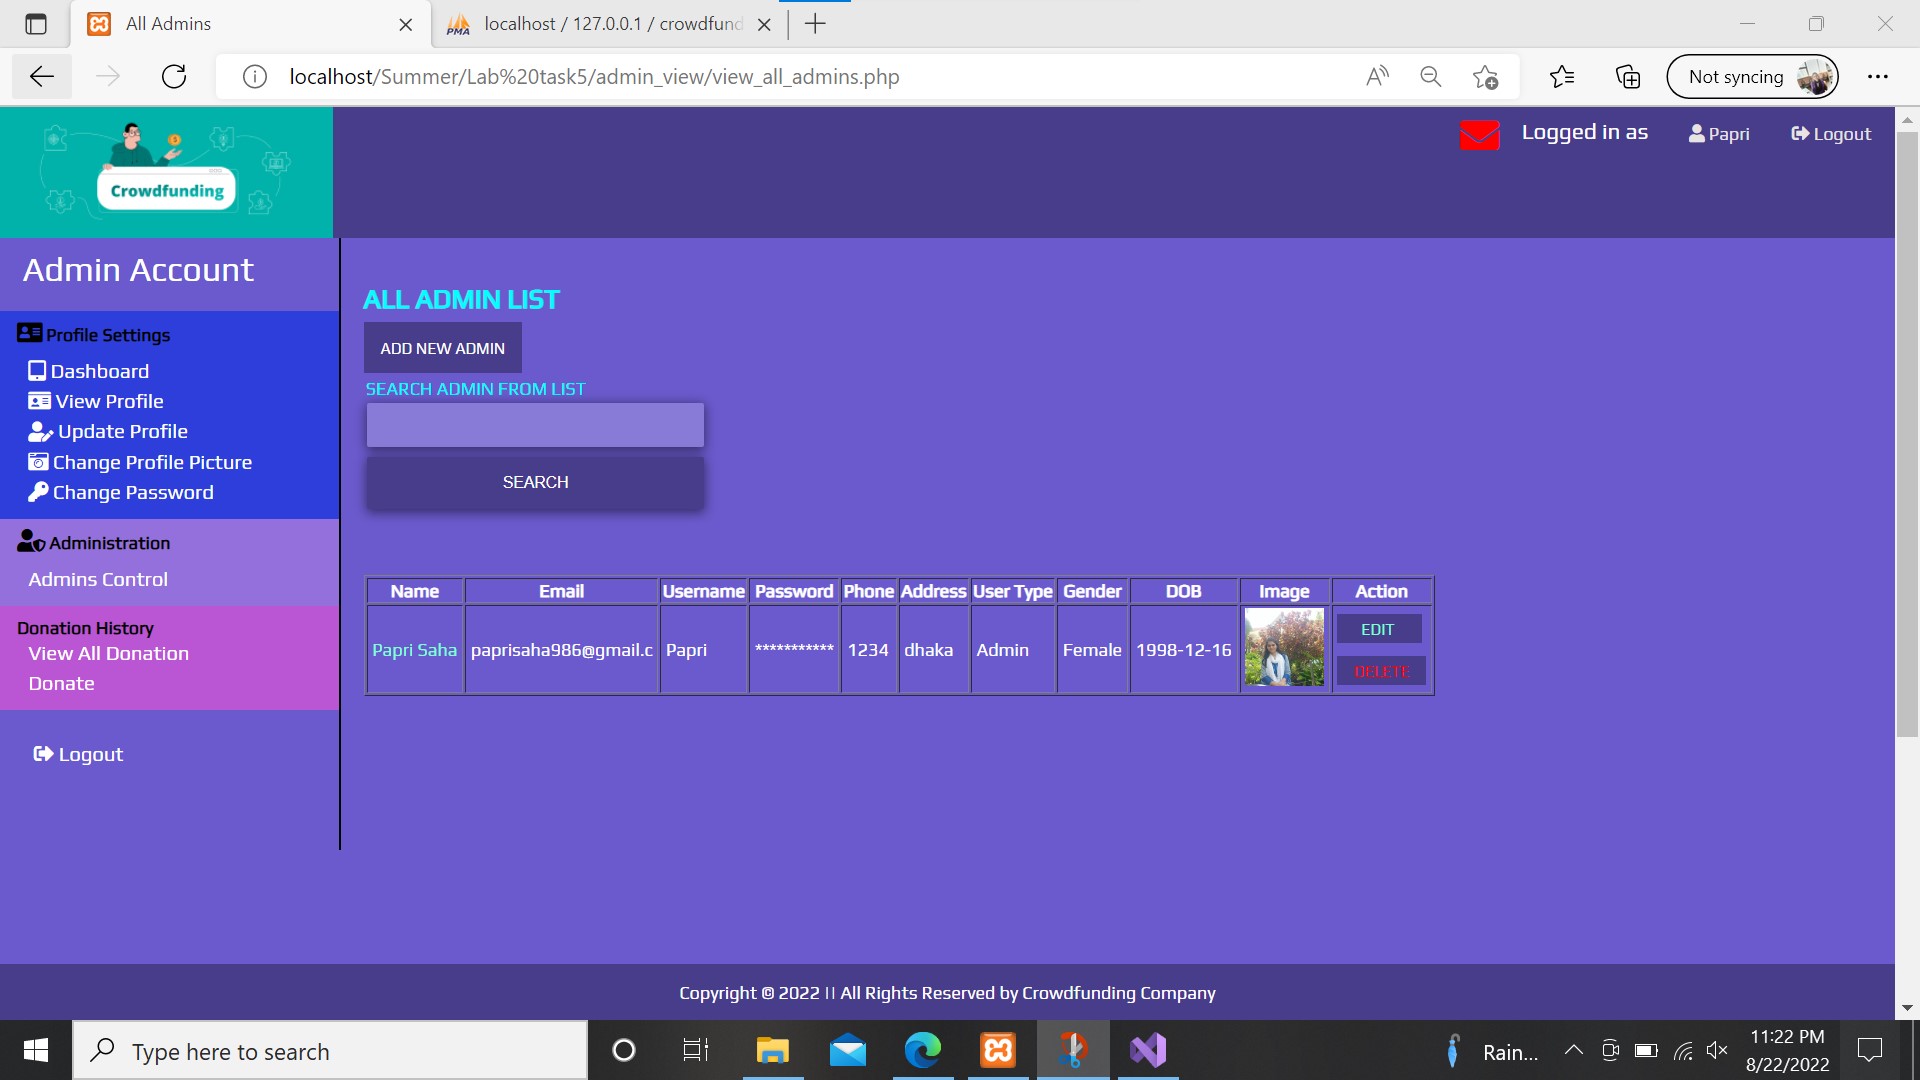 All Admins
localhost / 127.0.0.1 / crowdfund
localhost/Summer/Lab%20task5/admin_view/view_all_admins.php
Not syncing
Crowdfunding
Logged in as
Papri
Logout
Admin Account
Profile Settings
Dashboard
View Profile
Update Profile
Change Profile Picture
Change Password
Administration
Admins Control
Donation History
View All Donation
Donate
Logout
ALL ADMIN LIST
ADD NEW ADMIN
SEARCH ADMIN FROM LIST
SEARCH
Name Email Username Password Phone Address User Type Gender DOB Image Action
Papri Saha paprisaha986@gmail.c Papri *********** 1234 dhaka Admin Female 1998-12-16 EDIT
DELETE
Copyright © 2022 || All Rights Reserved by Crowdfunding Company
Type here to search
Rain...
11:22 PM
8/22/2022